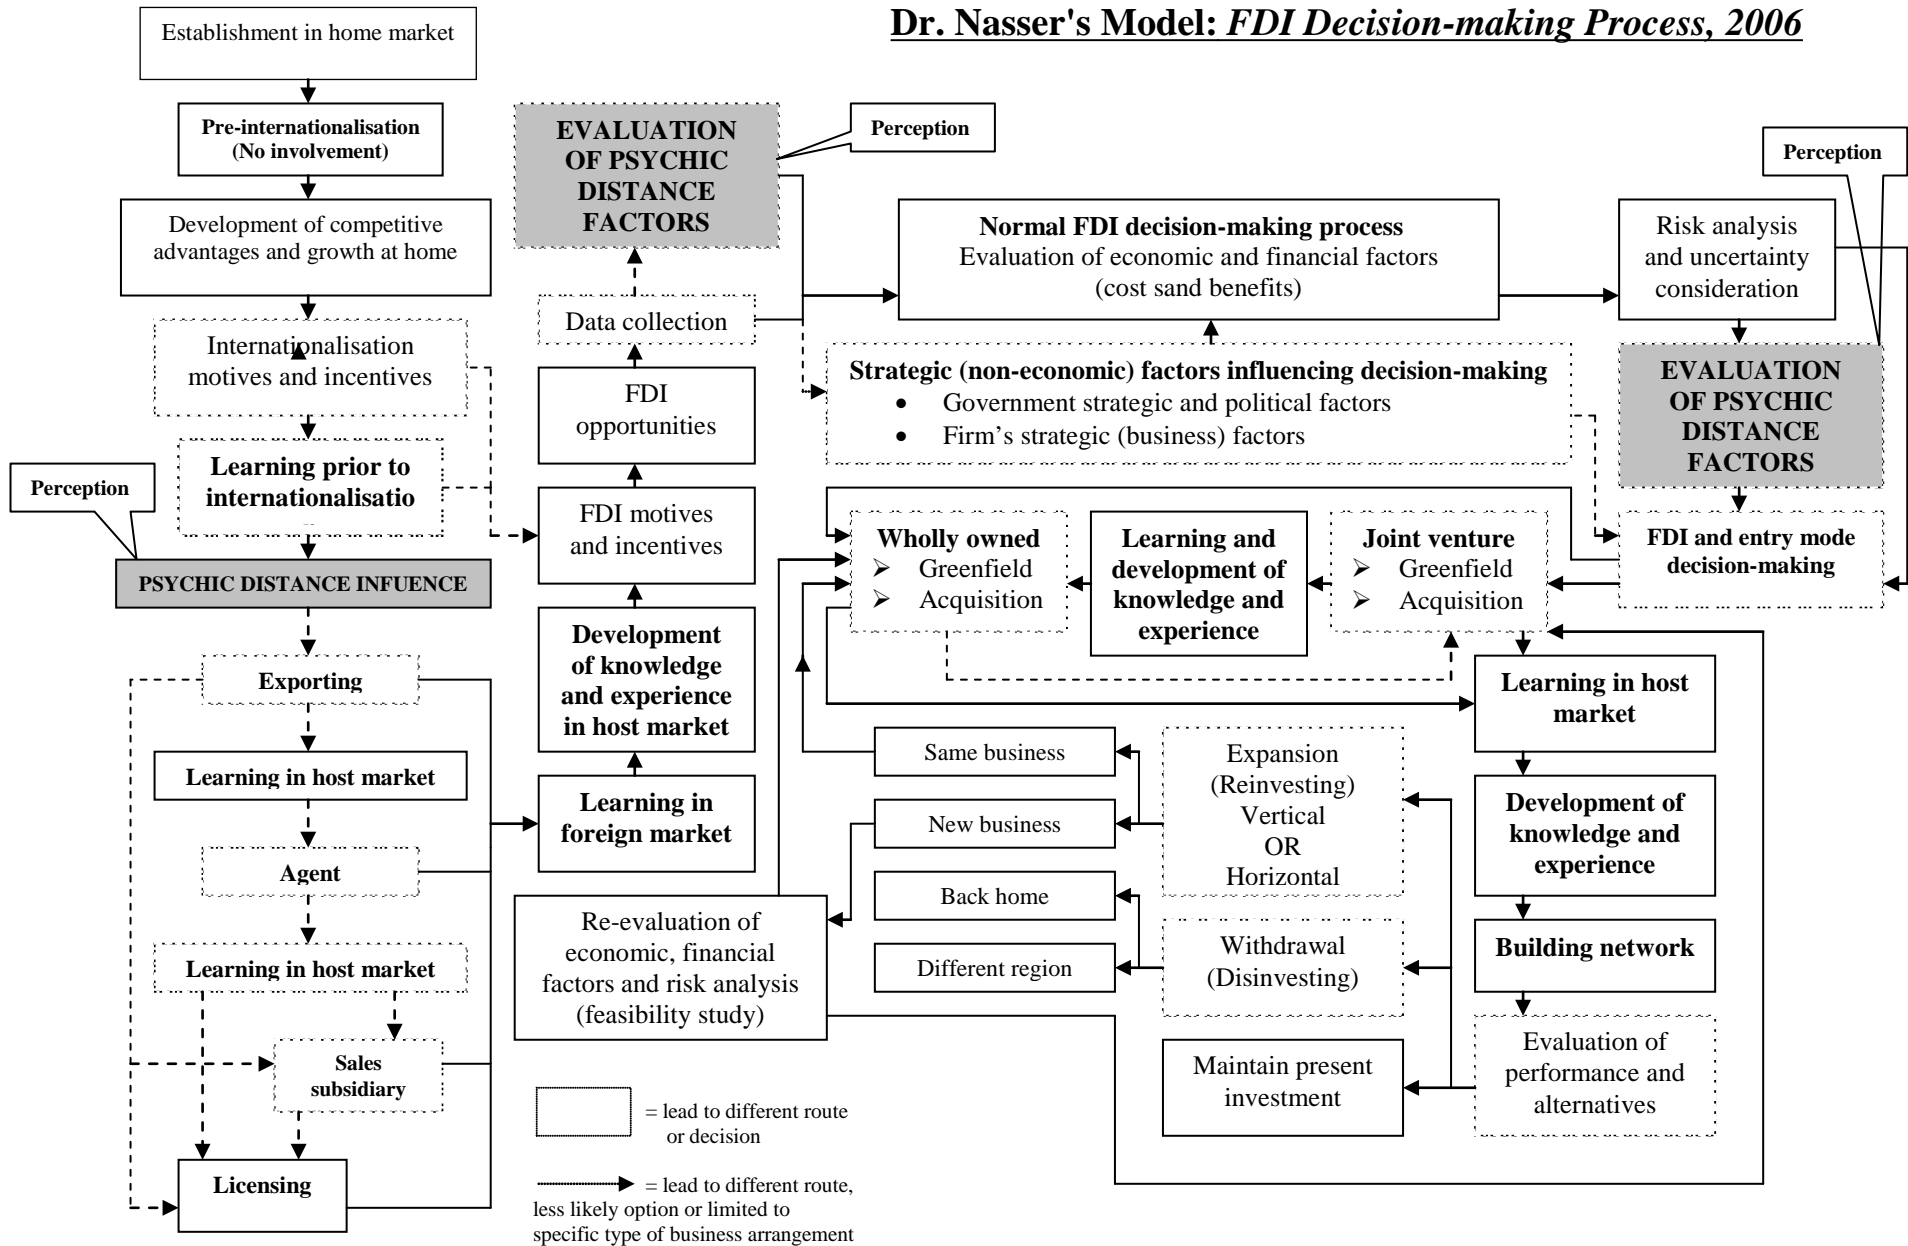 Dr. Nasser's Model: FDI Decision-making Process, 2006
Establishment in home market
Pre-internationalisation
(No involvement)
Development of competitive
advantages and growth at home
Internationalisation
motives and incentives
Learning prior to
internationalisatio
Perception
PSYCHIC DISTANCE INFUENCE
Exporting
Learning in host market
Agent
Learning in host market
Sales
subsidiary
Licensing
EVALUATION
OF PSYCHIC
DISTANCE
FACTORS
Perception
Data collection
FDI
opportunities
FDI motives
and incentives
Development
of knowledge
and experience
in host market
Learning in
foreign market
Re-evaluation of
economic, financial
factors and risk analysis
(feasibility study)
= lead to different route
or decision
= lead to different route,
less likely option or limited to
specific type of business arrangement
Normal FDI decision-making process
Evaluation of economic and financial factors
(cost sand benefits)
Strategic (non-economic) factors influencing decision-making
• Government strategic and political factors
• Firm’s strategic (business) factors
Risk analysis
and uncertainty
consideration
Perception
EVALUATION
OF PSYCHIC
DISTANCE
FACTORS
FDI and entry mode
decision-making
Joint venture
➢ Greenfield
➢ Acquisition
Learning and
development of
knowledge and
experience
Wholly owned
➢ Greenfield
➢ Acquisition
Learning in host
market
Development of
knowledge and
experience
Building network
Evaluation of
performance and
alternatives
Expansion
(Reinvesting)
Vertical
OR
Horizontal
Withdrawal
(Disinvesting)
Maintain present
investment
Same business
New business
Back home
Different region